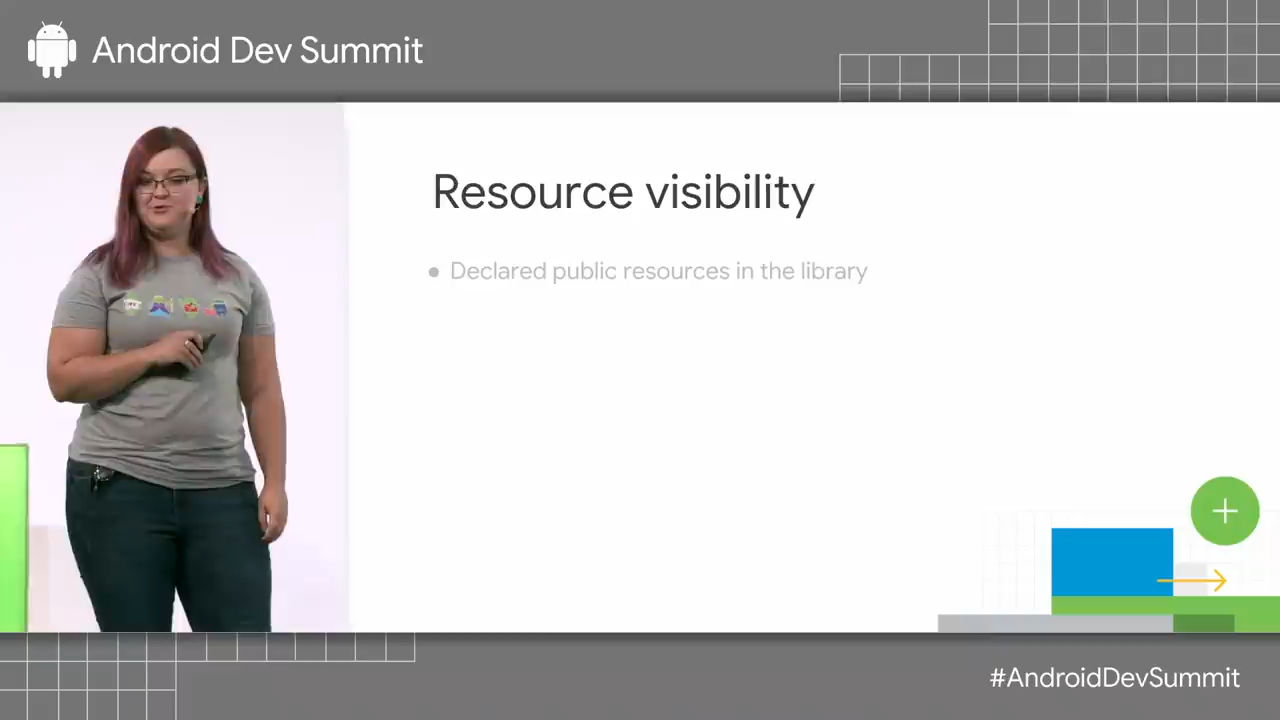 Android Dev Summit
Resource visibility
• Declared public resources in the library
#AndroidDevSummit